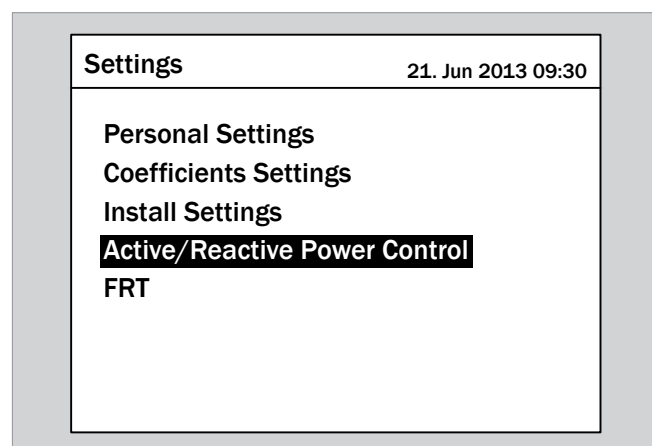 Settings
21. Jun 2013 09:30
Personal Settings
Coefficients Settings
Install Settings
Active/Reactive Power Control
FRT